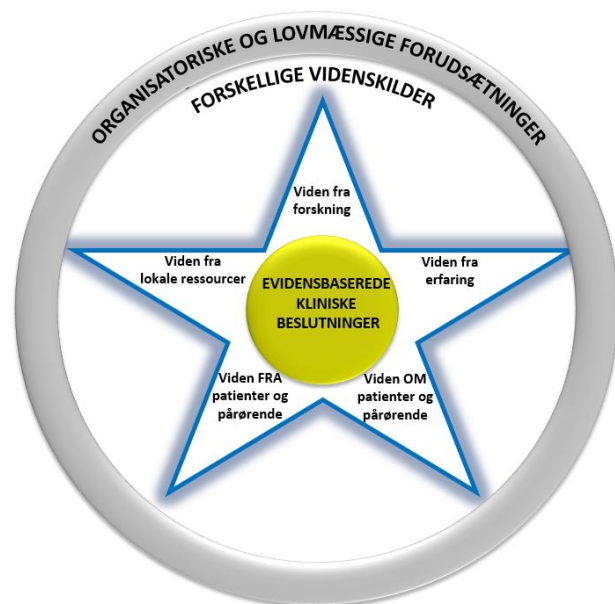 ORGANISATORISKE OG LOVMÆSSIGE FORUDSÆTNINGER
FORSKELLIGE VIDENSKILDER
Viden fra
forskning
Viden fra
lokale ressourcer
Viden fra
erfaring
EVIDENSBASEREDE
KLINISKE
BESLUTNINGER
Viden FRA
patienter og
pårørende
Viden OM
patienter og
pårørende